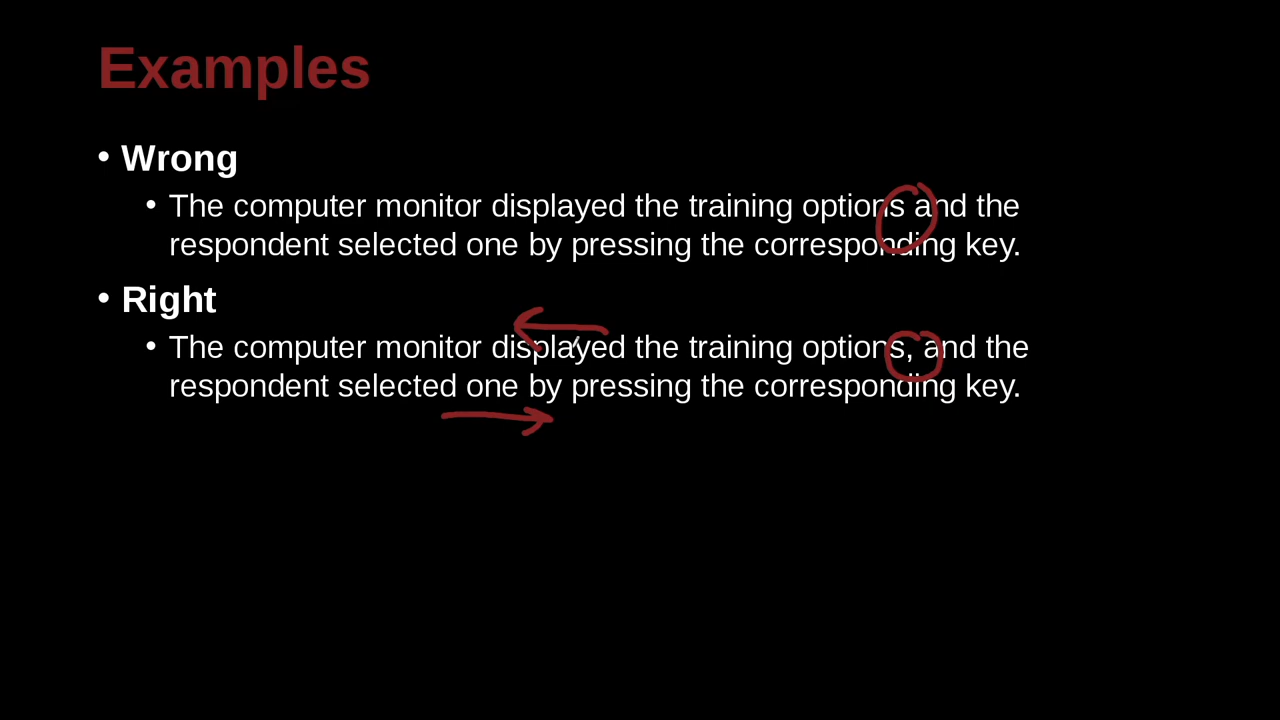 Examples
• Wrong
• The computer monitor displayed the training options and the
respondent selected one by pressing the corresponding key.
• Right
• The computer monitor displayed the training options, and the
respondent selected one by pressing the corresponding key.